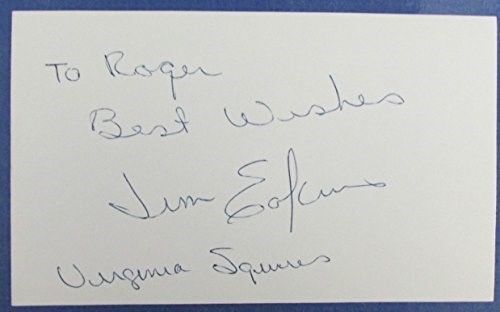 To Roger
Best Wishes
Jim Eakins
Virginia Squires